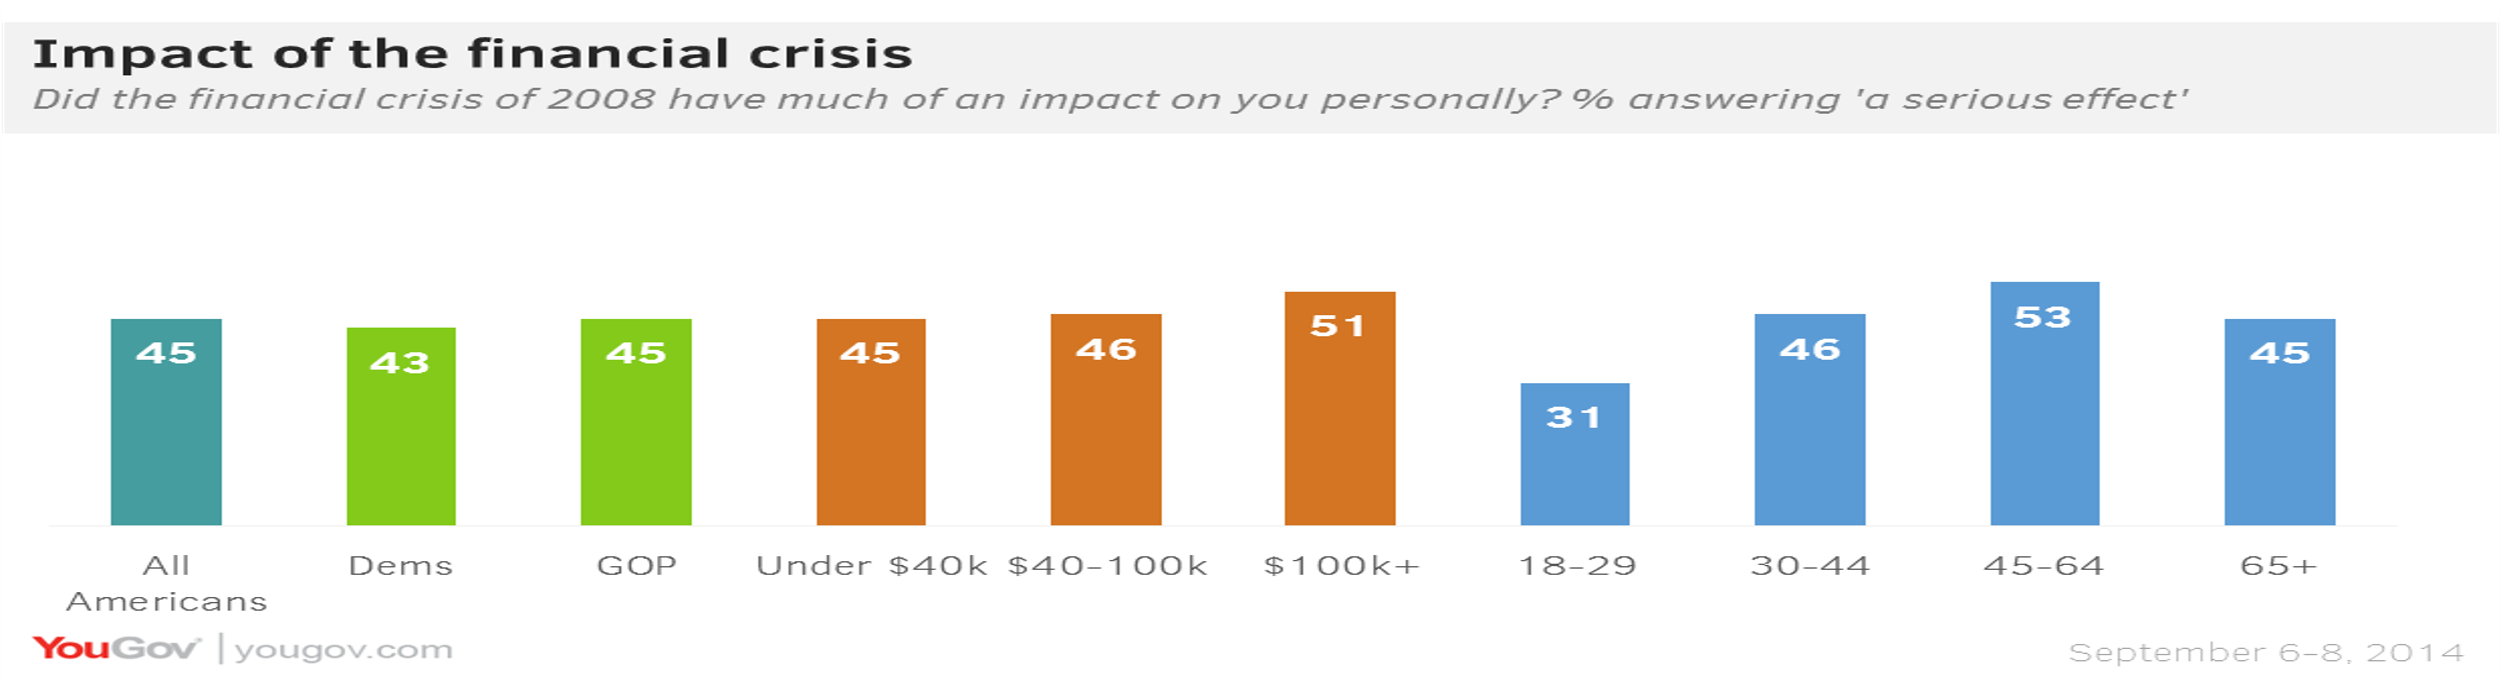 Impact of the financial crisis
Did the financial crisis of 2008 have much of an impact on you personally? % answering 'a serious effect'
45
43
45
45
46
51
31
46
53
45
All Americans
Dems
GOP
Under $40k
$40-100k
$100k+
18-29
30-44
45-64
65+
YouGov | yougov.com
September 6-8, 2014